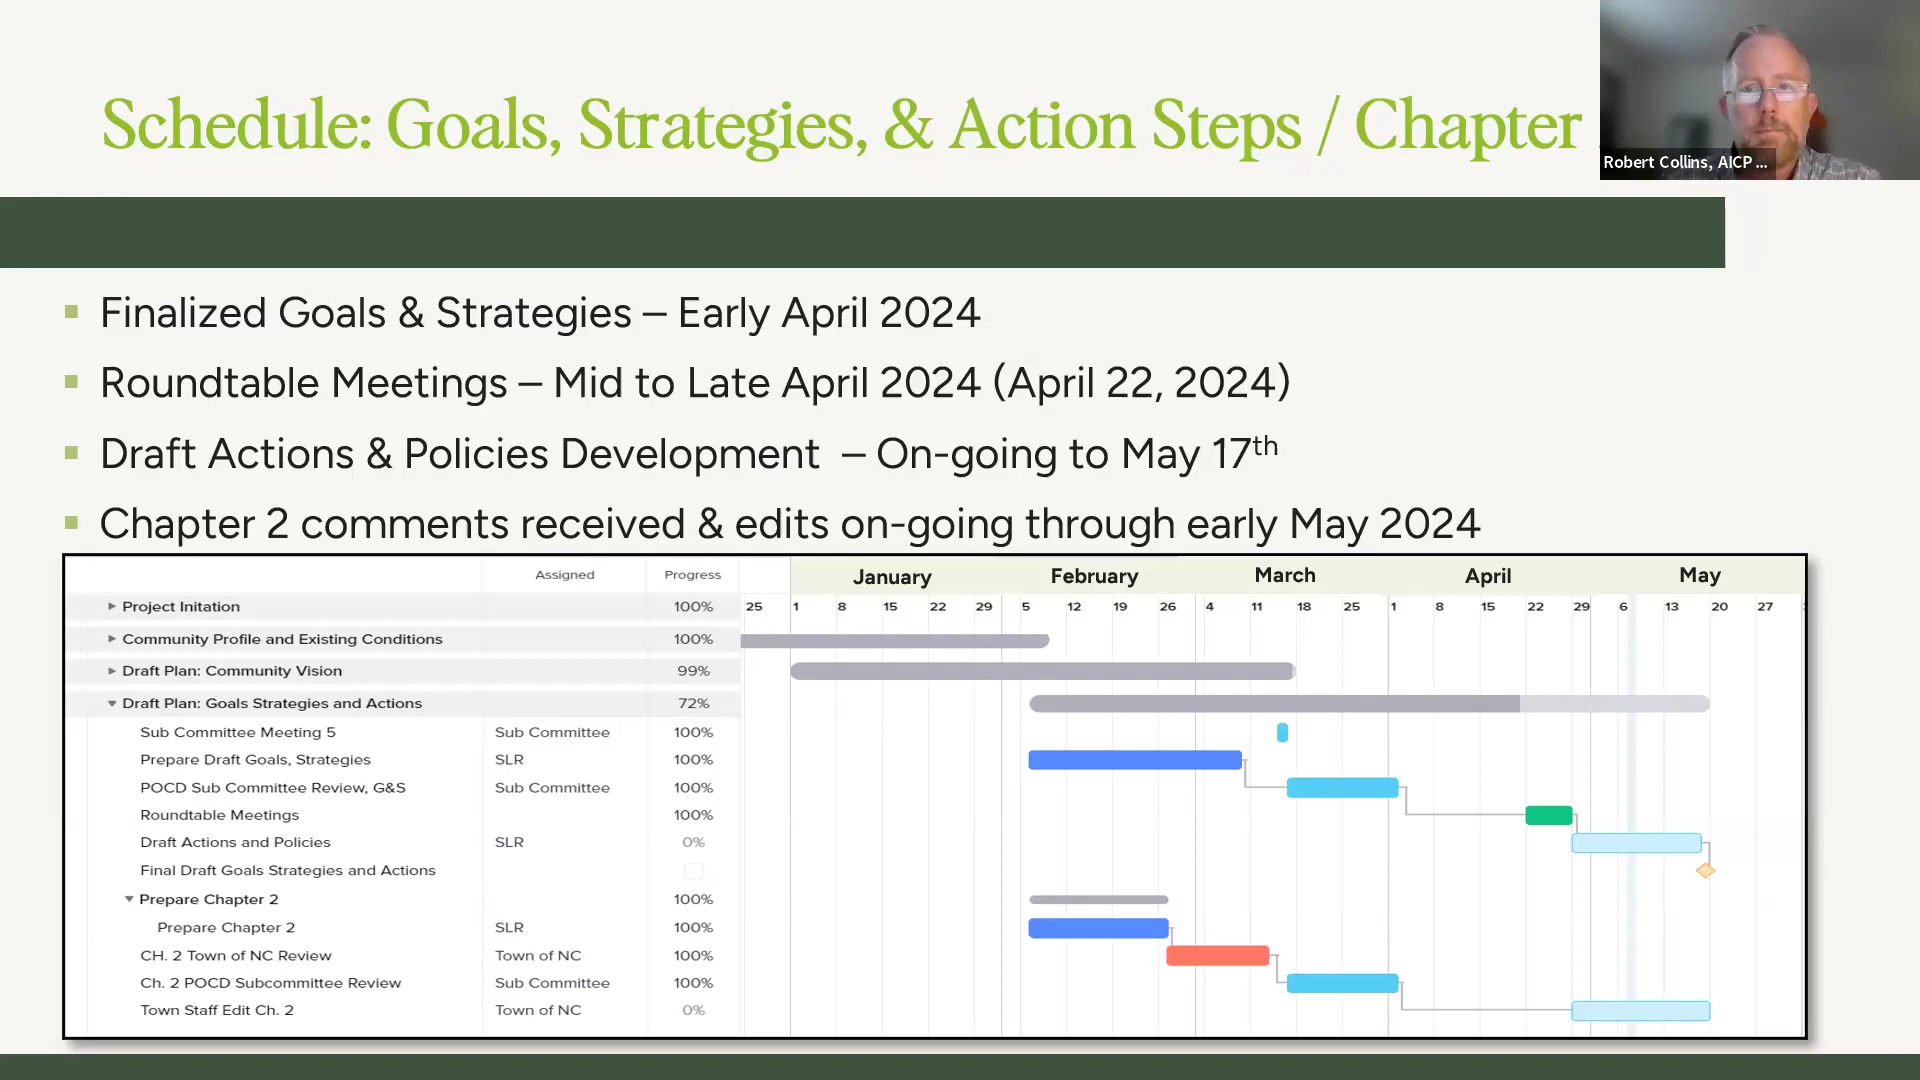 Schedule: Goals, Strategies, & Action Steps / Chapter
Robert Collins, AICP ...
Finalized Goals & Strategies – Early April 2024
Roundtable Meetings – Mid to Late April 2024 (April 22, 2024)
Draft Actions & Policies Development – On-going to May 17th
Chapter 2 comments received & edits on-going through early May 2024
Assigned Progress January February March April May
Project Initation 100% 25 1 8 15 22 29 5 12 19 26 4 11 18 25 1 8 15 22 29 6 13 20 27
Community Profile and Existing Conditions 100%
Draft Plan: Community Vision 99%
Draft Plan: Goals Strategies and Actions 72%
Sub Committee Meeting 5 Sub Committee 100%
Prepare Draft Goals, Strategies SLR 100%
POCD Sub Committee Review, G&S Sub Committee 100%
Roundtable Meetings 100%
Draft Actions and Policies SLR 0%
Final Draft Goals Strategies and Actions
Prepare Chapter 2 100%
Prepare Chapter 2 SLR 100%
CH. 2 Town of NC Review Town of NC 100%
Ch. 2 POCD Subcommittee Review Sub Committee 100%
Town Staff Edit Ch. 2 Town of NC 0%